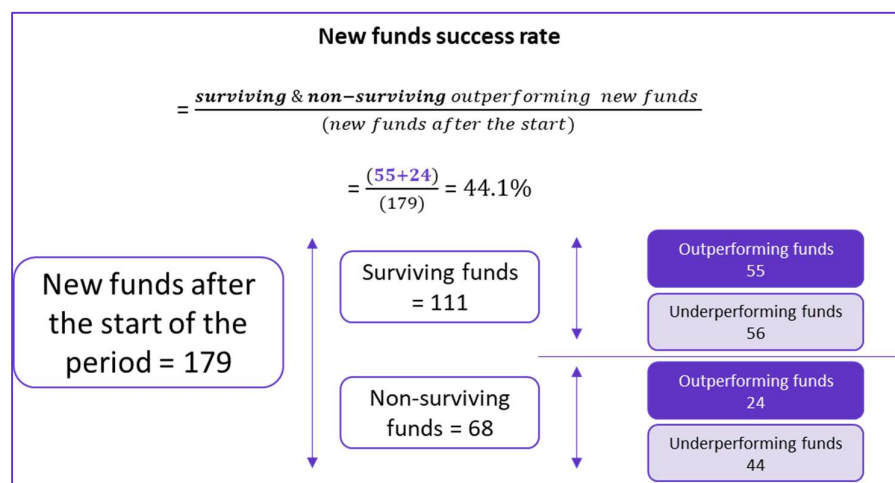 New funds success rate
= surviving & non−surviving outperforming new funds
(new funds after the start)
= (55+24)
(179)
= 44.1%
New funds after
the start of the
period = 179
Surviving funds
= 111
Outperforming funds
55
Underperforming funds
56
Non-surviving
funds = 68
Outperforming funds
24
Underperforming funds
44